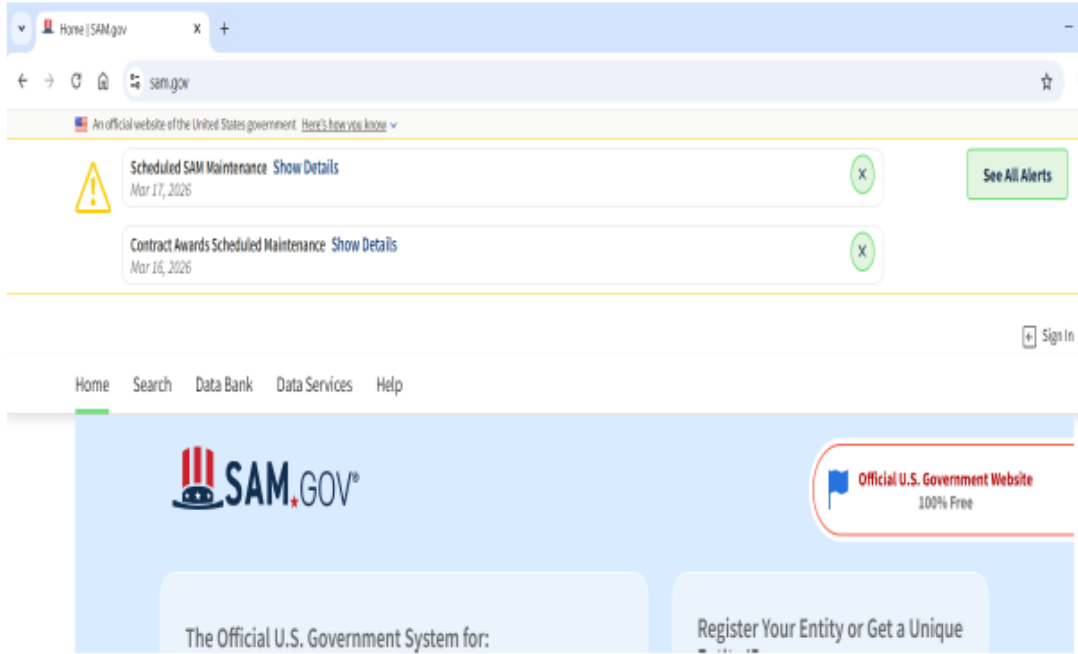 Home | SAM.gov
sam.gov
An official website of the United States government Here's how you know
Scheduled SAM Maintenance Show Details
Mar 17, 2026
See All Alerts
Contract Awards Scheduled Maintenance Show Details
Mar 16, 2026
Sign In
Home Search Data Bank Data Services Help
SAM.GOV®
Official U.S. Government Website
100% Free
The Official U.S. Government System for:
Register Your Entity or Get a Unique